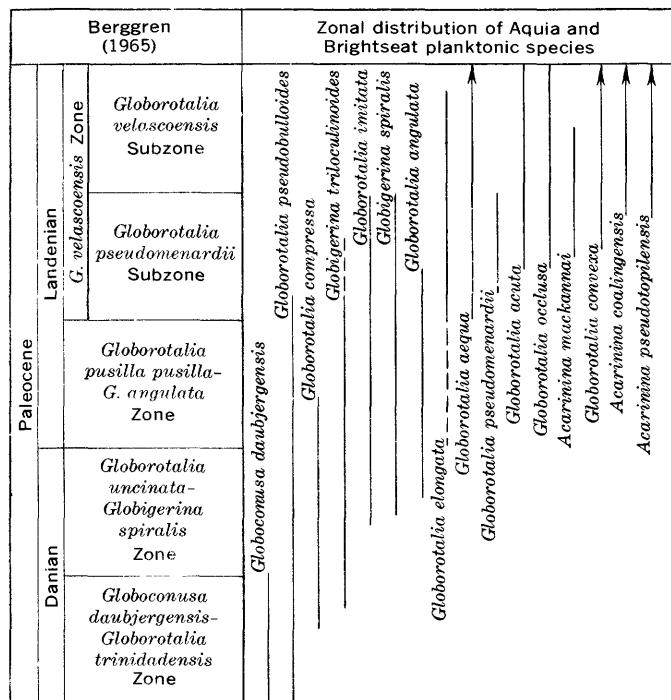 Berggren
(1965)
Zonal distribution of Aquia and
Brightseat planktonic species
Paleocene
Landenian
Danian
G. velascoensis Zone
Globorotalia
velascoensis
Subzone
Globorotalia
pseudomenardii
Subzone
Globorotalia
pusilla pusilla–
G. angulata
Zone
Globorotalia
uncinata–
Globigerina
spiralis
Zone
Globoconusa
daubjergensis–
Globorotalia
trinidadensis
Zone
Globoconusa daubjergensis
Globorotalia pseudobulloides
Globorotalia compressa
Globigerina triloculinoides
Globorotalia imitata
Globigerina spiralis
Globorotalia angulata
Globorotalia elongata
Globorotalia aequa
Globorotalia pseudomenardii
Globorotalia acuta
Globorotalia occlusa
Acarinina mackannai
Globorotalia convexa
Acarinina coalingensis
Acarinina pseudotopilensis